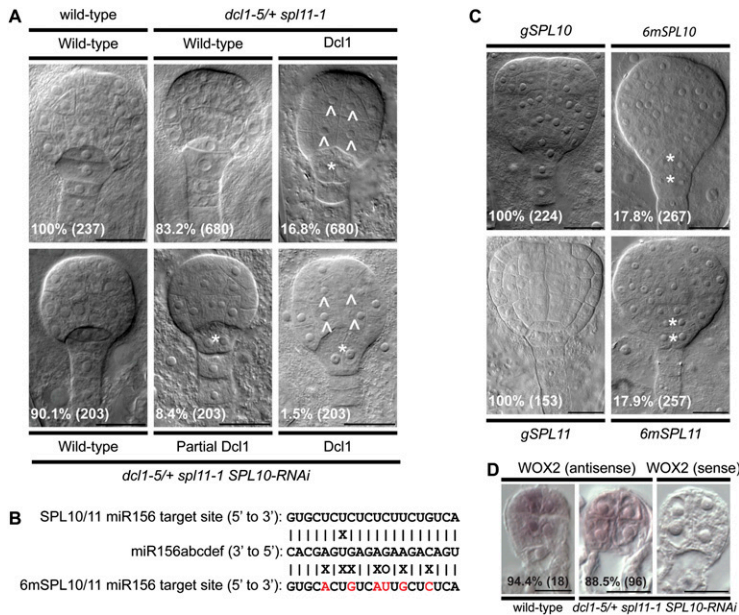 A
wild-type
dcl1-5/+ spl11-1
Wild-type
Wild-type
Dcl1
^ ^
^ ^
*
100% (237)
83.2% (680)
16.8% (680)
*
^ ^
^ ^
*
90.1% (203)
8.4% (203)
1.5% (203)
Wild-type
Partial Dcl1
Dcl1
dcl1-5/+ spl11-1 SPL10-RNAi
B
SPL10/11 miR156 target site (5' to 3'): GUGCUCUCUCUCUUCUGUCA
||||||X|||||||||||||
miR156abcdef (3' to 5'): CACGAGUGAGAGAAGACAGU
||||X|XX||XO|X||X|||
6mSPL10/11 miR156 target site (5' to 3'): GUGCACUGUCAUUGCUCUCA
C
gSPL10
6mSPL10
*
*
100% (224)
17.8% (267)
*
*
100% (153)
17.9% (257)
gSPL11
6mSPL11
D
WOX2 (antisense)
WOX2 (sense)
94.4% (18)
88.5% (96)
wild-type
dcl1-5/+ spl11-1 SPL10-RNAi